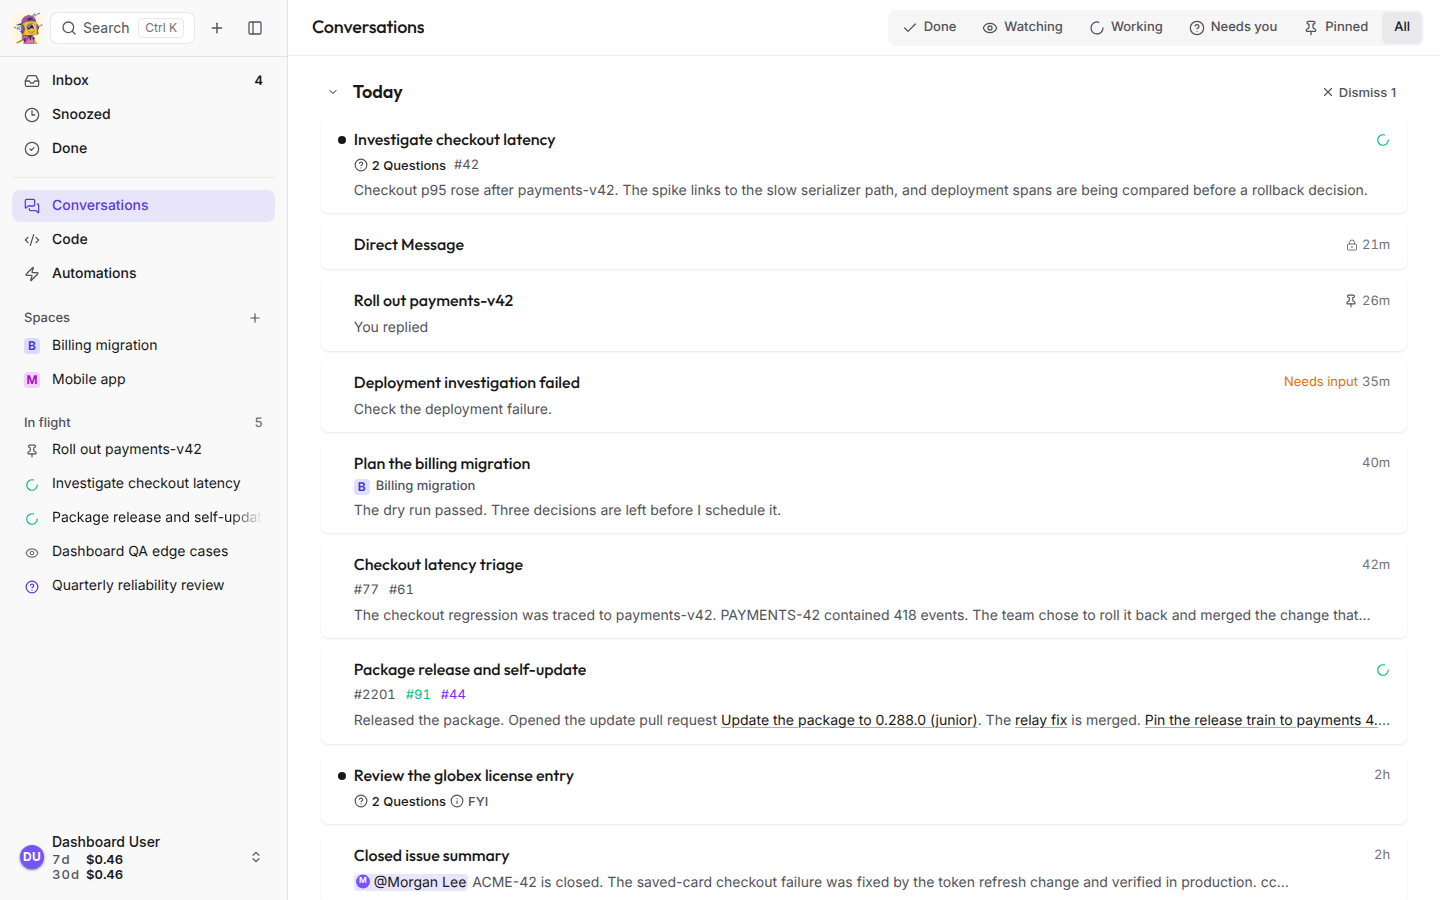 Search Ctrl K
Inbox 4
Snoozed
Done
Conversations
Code
Automations
Spaces
B Billing migration
M Mobile app
In flight 5
Roll out payments-v42
Investigate checkout latency
Package release and self-updat
Dashboard QA edge cases
Quarterly reliability review
DU Dashboard User
7d $0.46
30d $0.46
Conversations
Done Watching Working Needs you Pinned All
Today Dismiss 1
Investigate checkout latency
2 Questions #42
Checkout p95 rose after payments-v42. The spike links to the slow serializer path, and deployment spans are being compared before a rollback decision.
Direct Message 21m
Roll out payments-v42 26m
You replied
Deployment investigation failed Needs input 35m
Check the deployment failure.
Plan the billing migration 40m
B Billing migration
The dry run passed. Three decisions are left before I schedule it.
Checkout latency triage 42m
#77 #61
The checkout regression was traced to payments-v42. PAYMENTS-42 contained 418 events. The team chose to roll it back and merged the change that...
Package release and self-update
#2201 #91 #44
Released the package. Opened the update pull request Update the package to 0.288.0 (junior). The relay fix is merged. Pin the release train to payments 4....
Review the globex license entry 2h
2 Questions FYI
Closed issue summary 2h
M @Morgan Lee ACME-42 is closed. The saved-card checkout failure was fixed by the token refresh change and verified in production. cc...